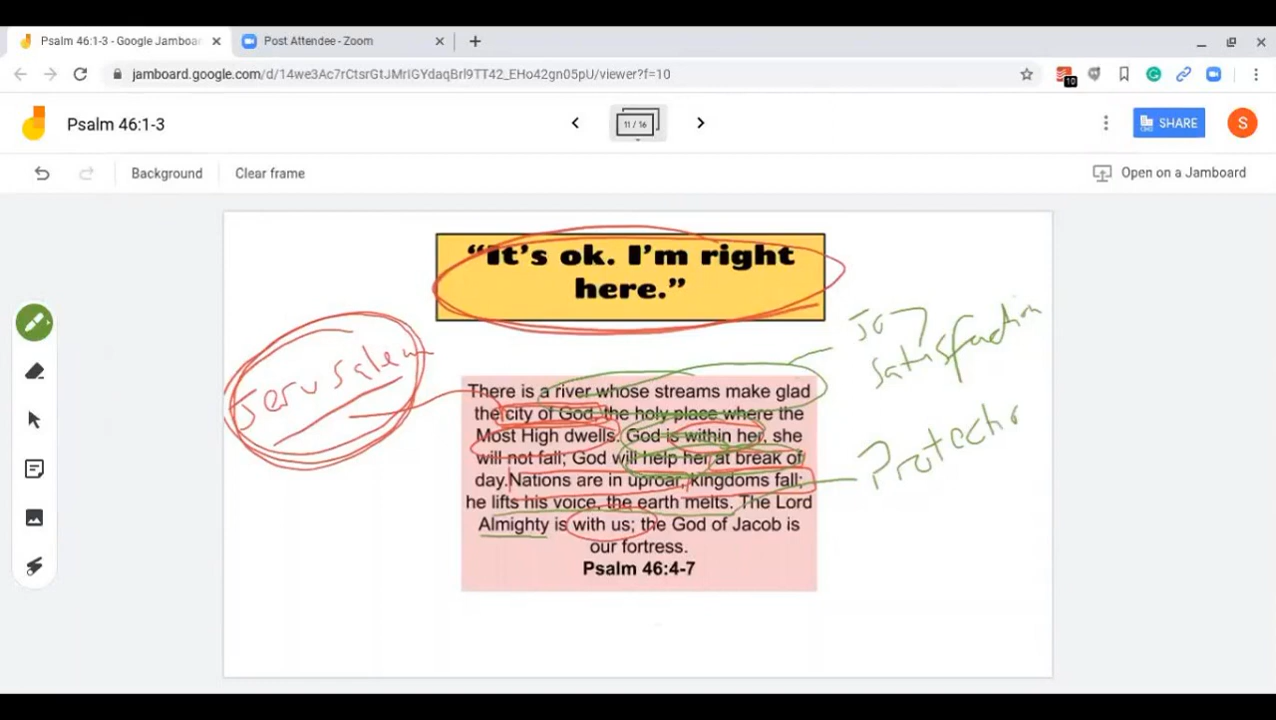 Psalm 46:1-3 - Google Jamboar
Post Attendee - Zoom
jamboard.google.com/d/14we3Ac7rCtsrGtJMrIGYdaqBrl9TT42_EHo42gn05pU/viewer?f=10
10
Psalm 46:1-3
11 / 16
SHARE
S
Background
Clear frame
Open on a Jamboard
“It’s ok. I’m right
here.”
Jerusalem
Joy
satisfaction
Protectio
There is a river whose streams make glad
the city of God, the holy place where the
Most High dwells. God is within her, she
will not fall; God will help her at break of
day.Nations are in uproar, kingdoms fall;
he lifts his voice, the earth melts. The Lord
Almighty is with us; the God of Jacob is
our fortress.
Psalm 46:4-7